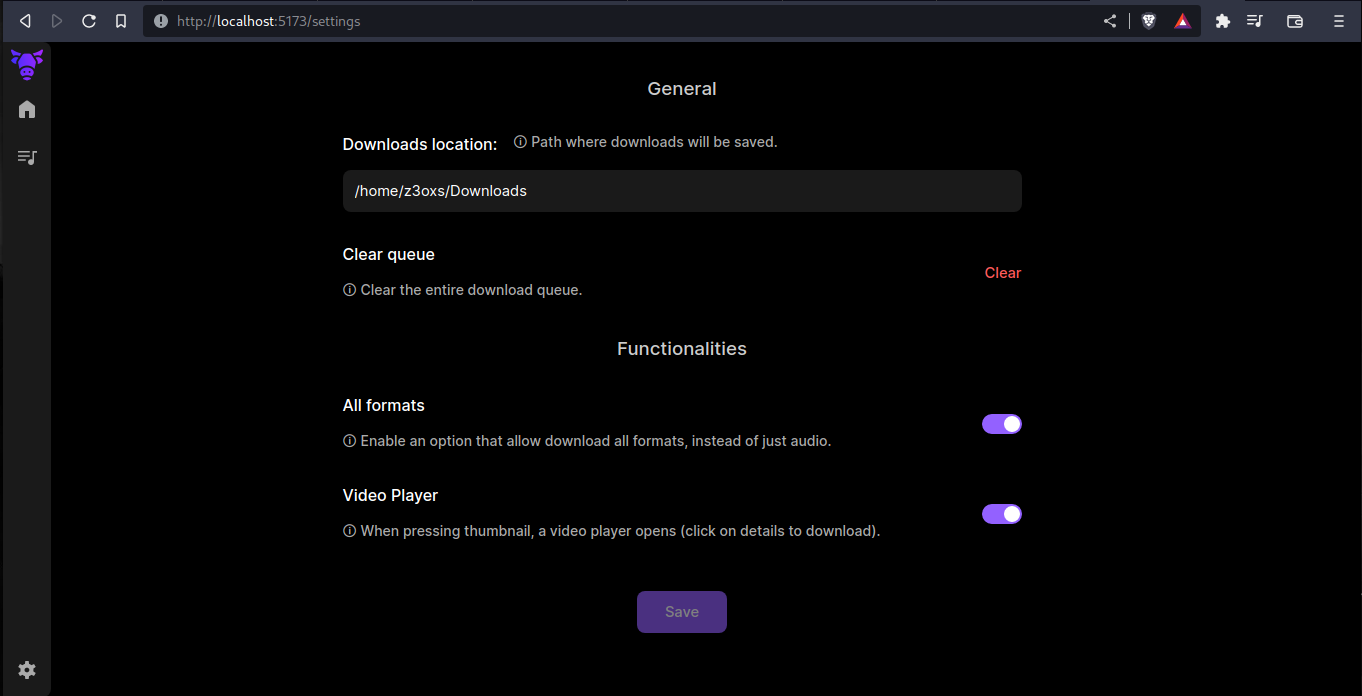 http://localhost:5173/settings
General
Downloads location: Path where downloads will be saved.
/home/z3oxs/Downloads
Clear queue
Clear
Clear the entire download queue.
Functionalities
All formats
Enable an option that allow download all formats, instead of just audio.
Video Player
When pressing thumbnail, a video player opens (click on details to download).
Save